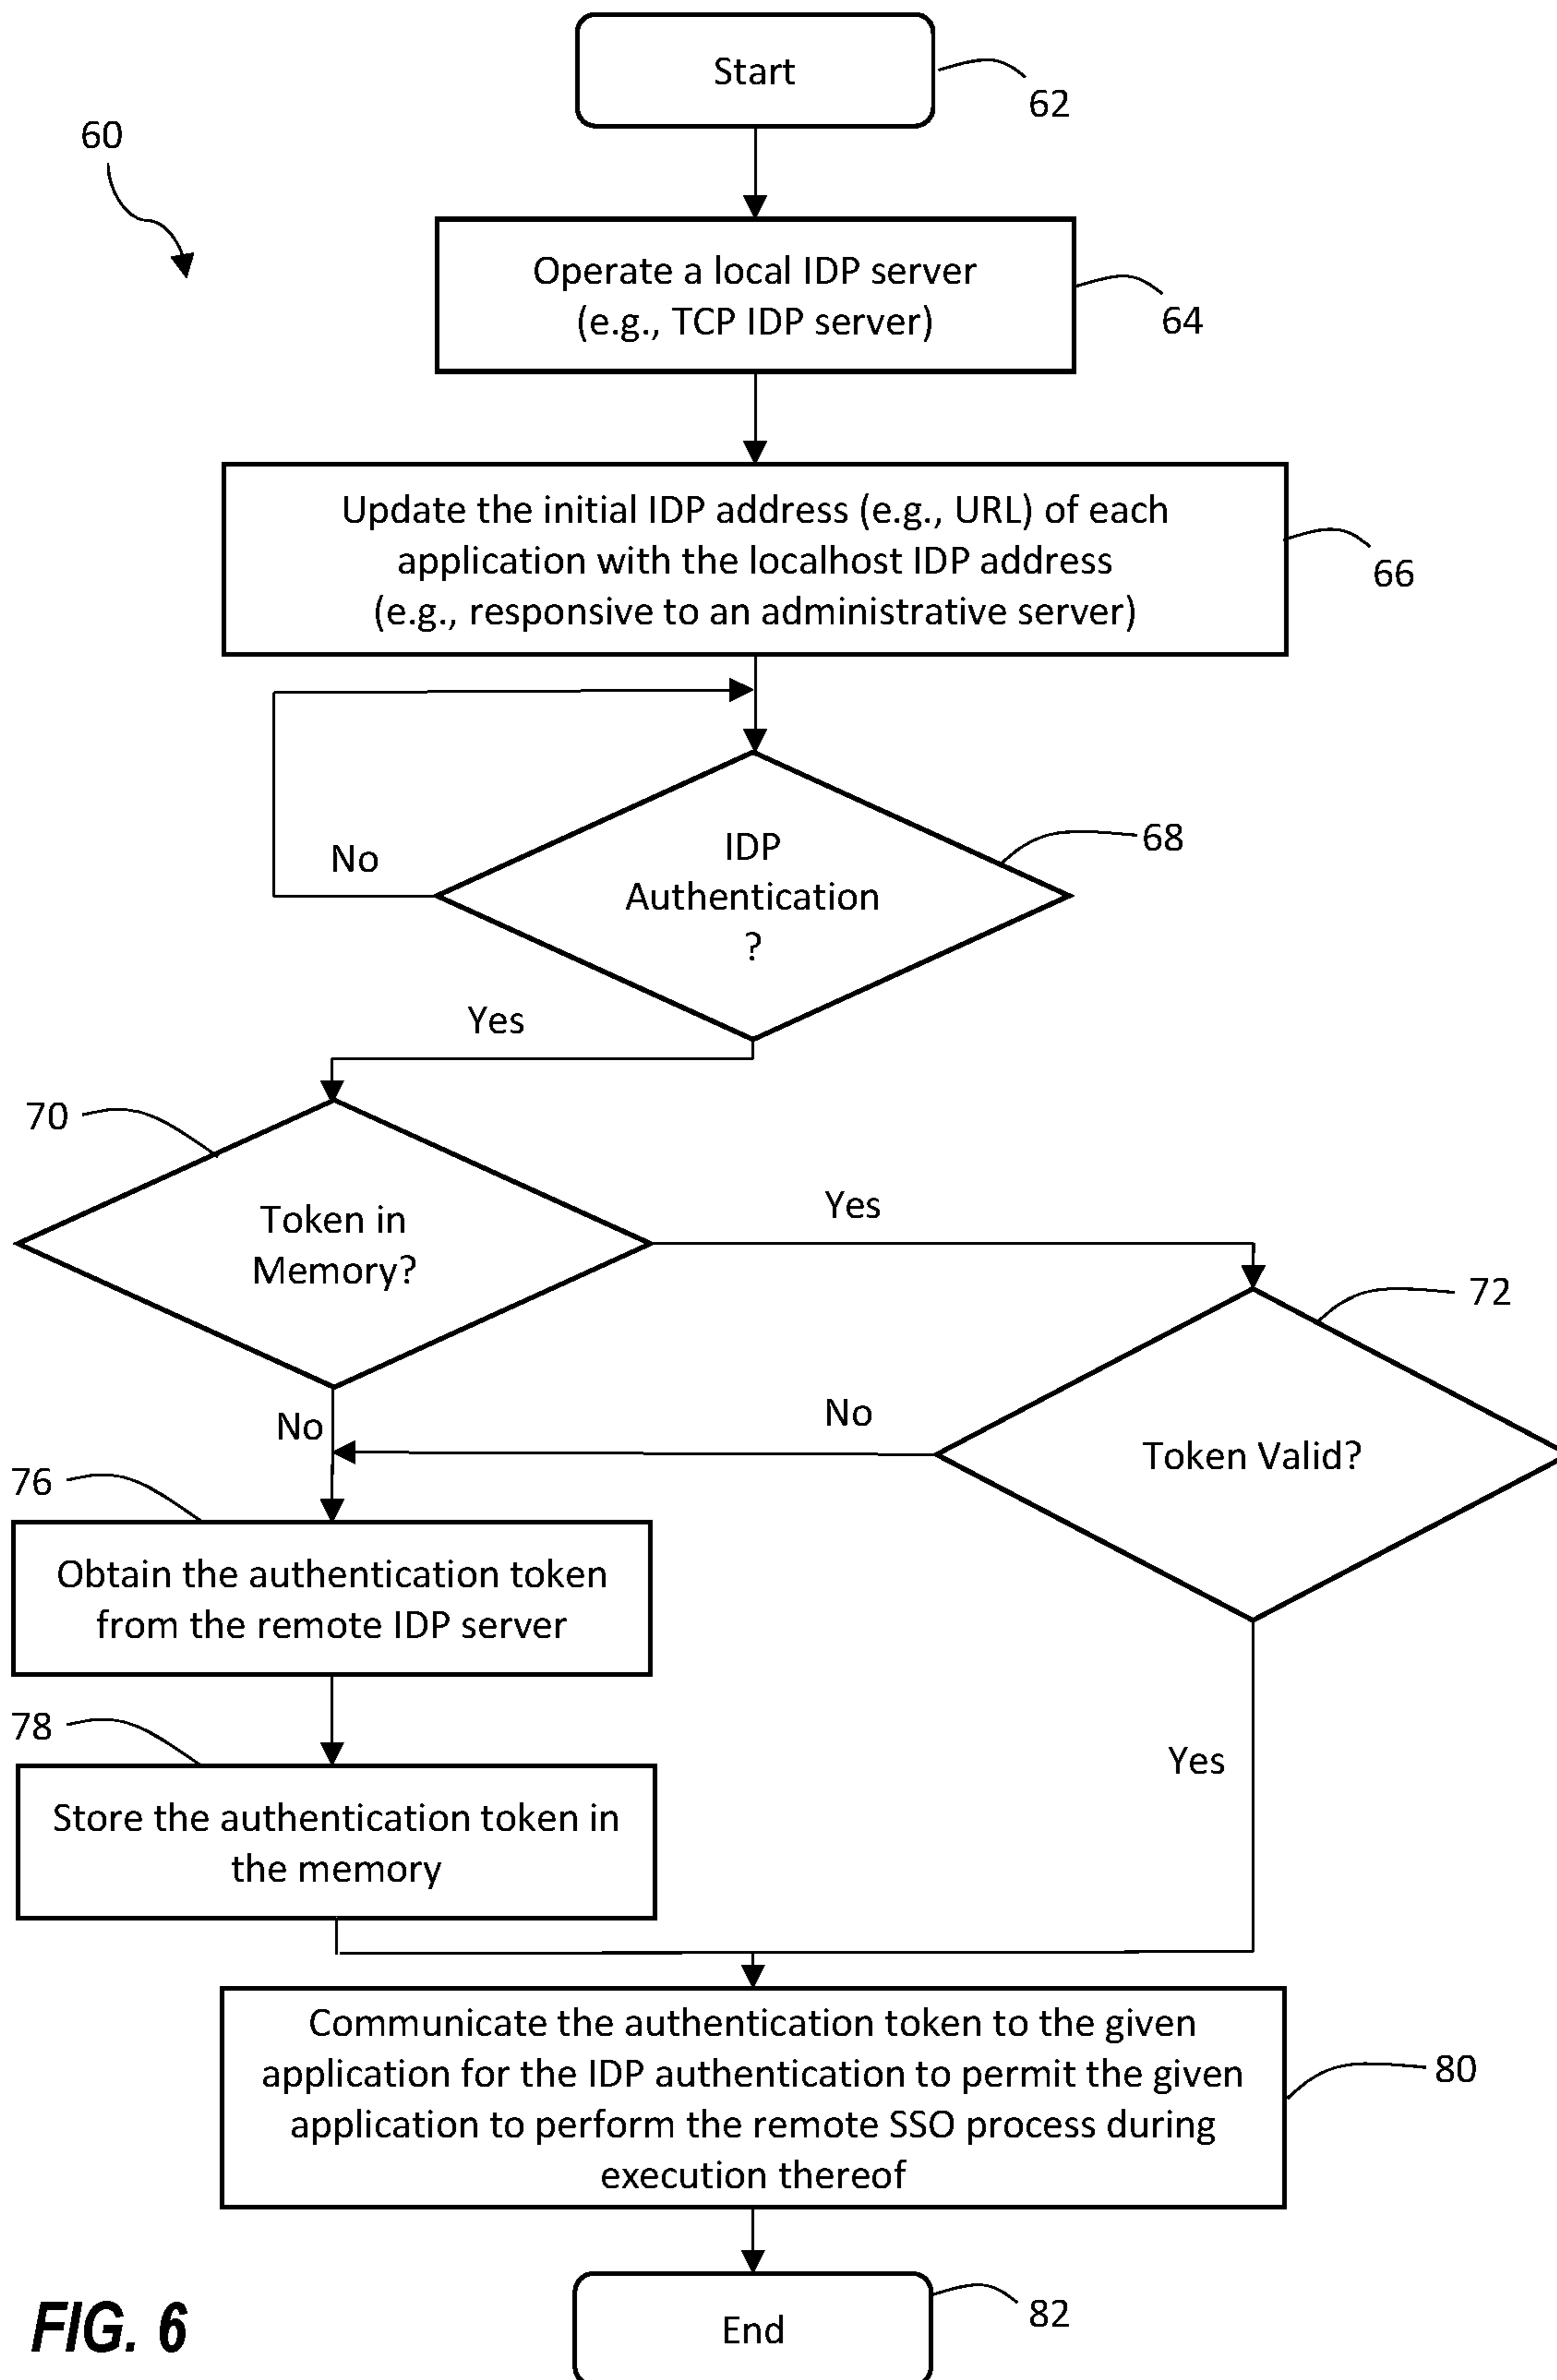 Start
62
60
Operate a local IDP server
(e.g., TCP IDP server)
64
Update the initial IDP address (e.g., URL) of each
application with the localhost IDP address
(e.g., responsive to an administrative server)
66
IDP
Authentication
?
68
No
Yes
70
Token in
Memory?
Yes
72
Token Valid?
No
No
76
Obtain the authentication token
from the remote IDP server
78
Store the authentication token in
the memory
Yes
Communicate the authentication token to the given
application for the IDP authentication to permit the given
application to perform the remote SSO process during
execution thereof
80
End
82
FIG. 6